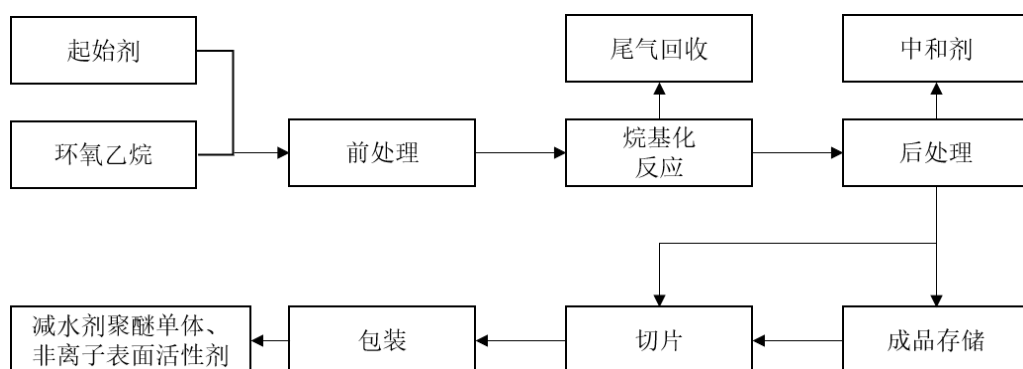 起始剂
尾气回收
中和剂
环氧乙烷
前处理
烷基化
反应
后处理
减水剂聚醚单体、
非离子表面活性剂
包装
切片
成品存储